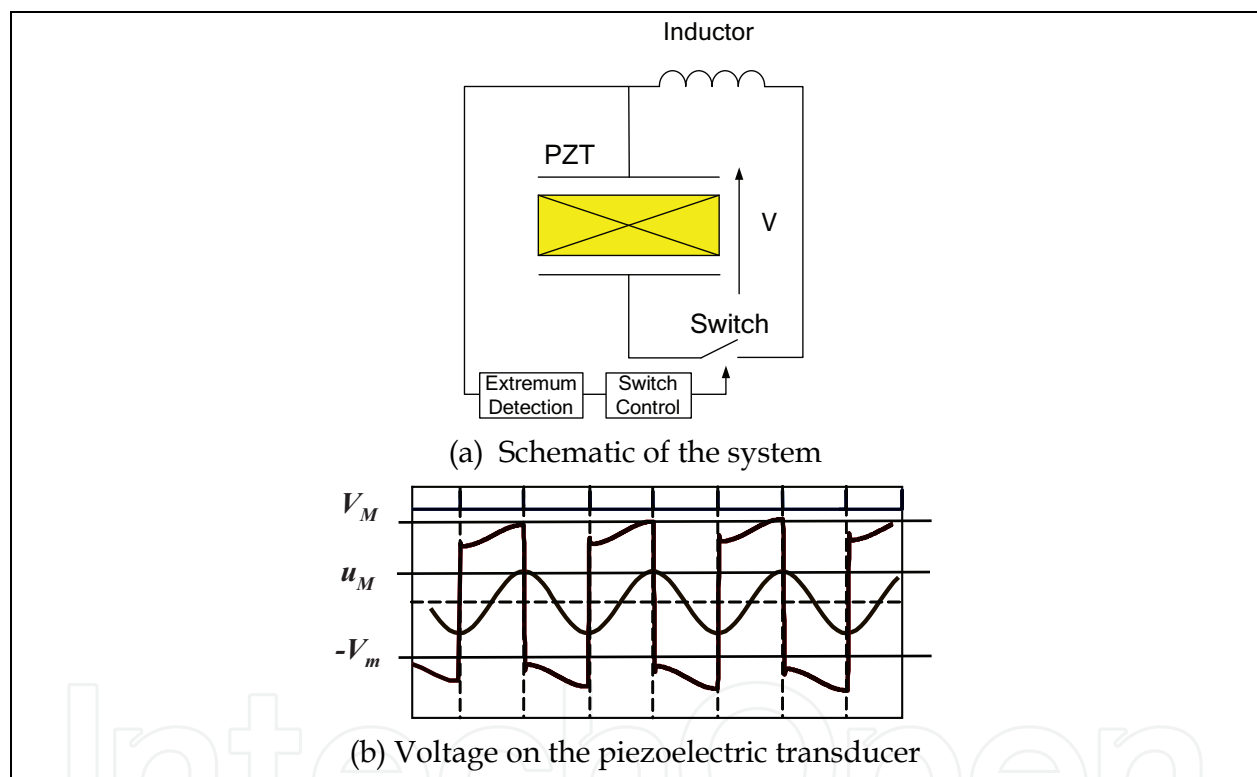 Inductor
PZT
V
Switch
Extremum
Detection
Switch
Control
(a) Schematic of the system
V_M
u_M
-V_m
(b) Voltage on the piezoelectric transducer
IntechOpen